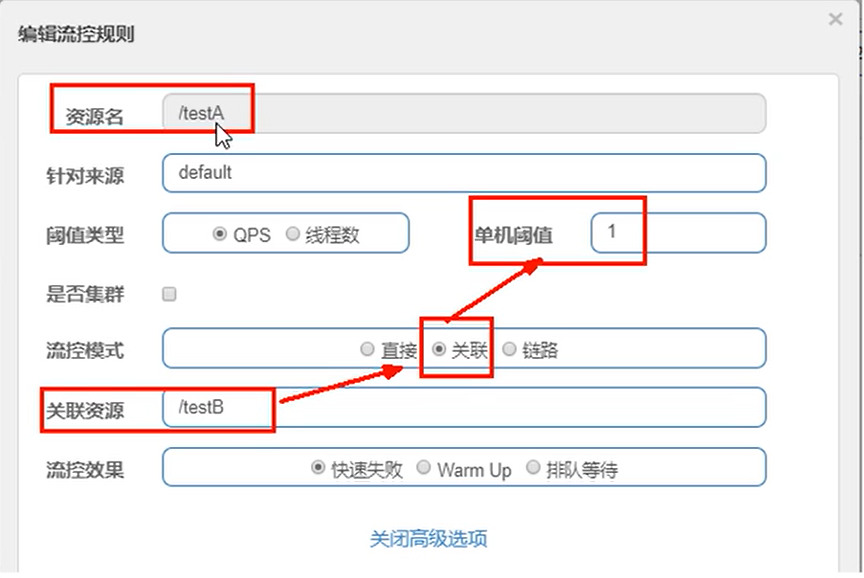 编辑流控规则
×
资源名 /testA
针对来源 default
阈值类型 QPS 线程数 单机阈值 1
是否集群
流控模式 直接 关联 链路
关联资源 /testB
流控效果 快速失败 Warm Up 排队等待
关闭高级选项